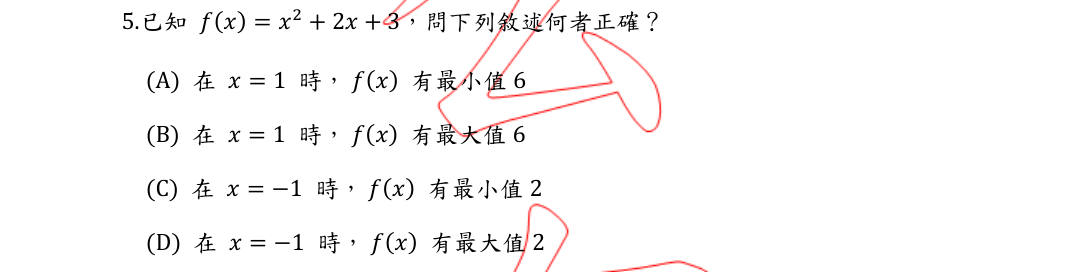 5.已知 f(x) = x² + 2x + 3，問下列敘述何者正確？
(A) 在 x = 1 時，f(x) 有最小值 6
(B) 在 x = 1 時，f(x) 有最大值 6
(C) 在 x = −1 時，f(x) 有最小值 2
(D) 在 x = −1 時，f(x) 有最大值 2